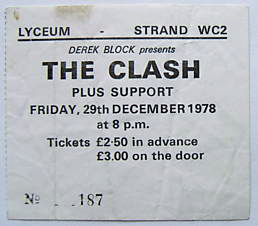 LYCEUM - STRAND WC2
DEREK BLOCK presents
THE CLASH
PLUS SUPPORT
FRIDAY, 29th DECEMBER 1978
at 8 p.m.
Tickets £2·50 in advance
£3.00 on the door
№ 187